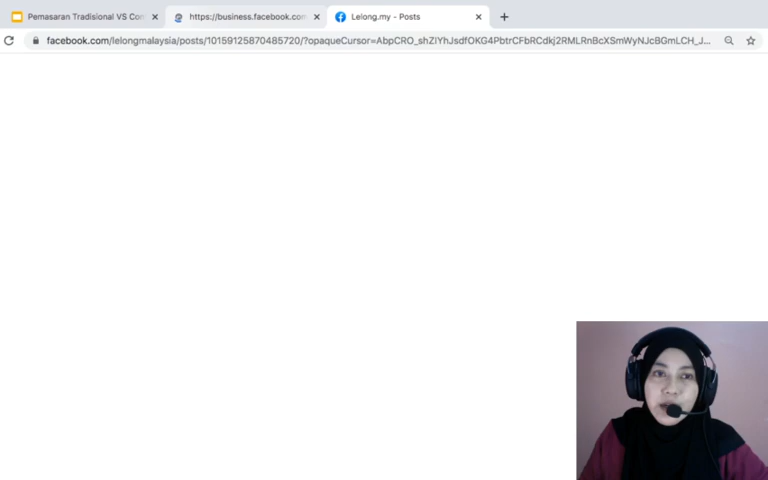 Pemasaran Tradisional VS Con
https://business.facebook.com
Lelong.my - Posts
facebook.com/lelongmalaysia/posts/10159125870485720/?opaqueCursor=AbpCRO_shZIYhJsdfOKG4PbtrCFbRCdkj2RMLRnBcXSmWyNJcBGmLCH_J...